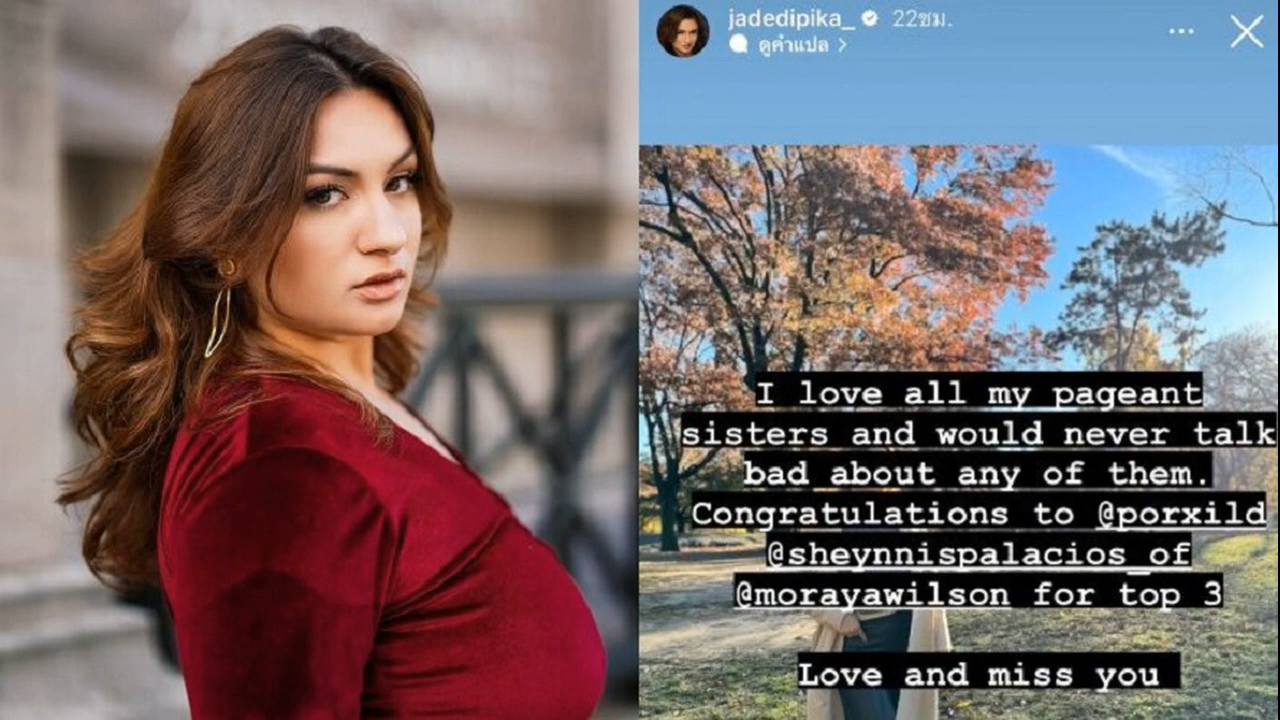 jadedipika_ 22ชม.
ดูคำแปล >
I love all my pageant
sisters and would never talk
bad about any of them.
Congratulations to @porxild
@sheynnispalacios_of
@morayawilson for top 3
Love and miss you